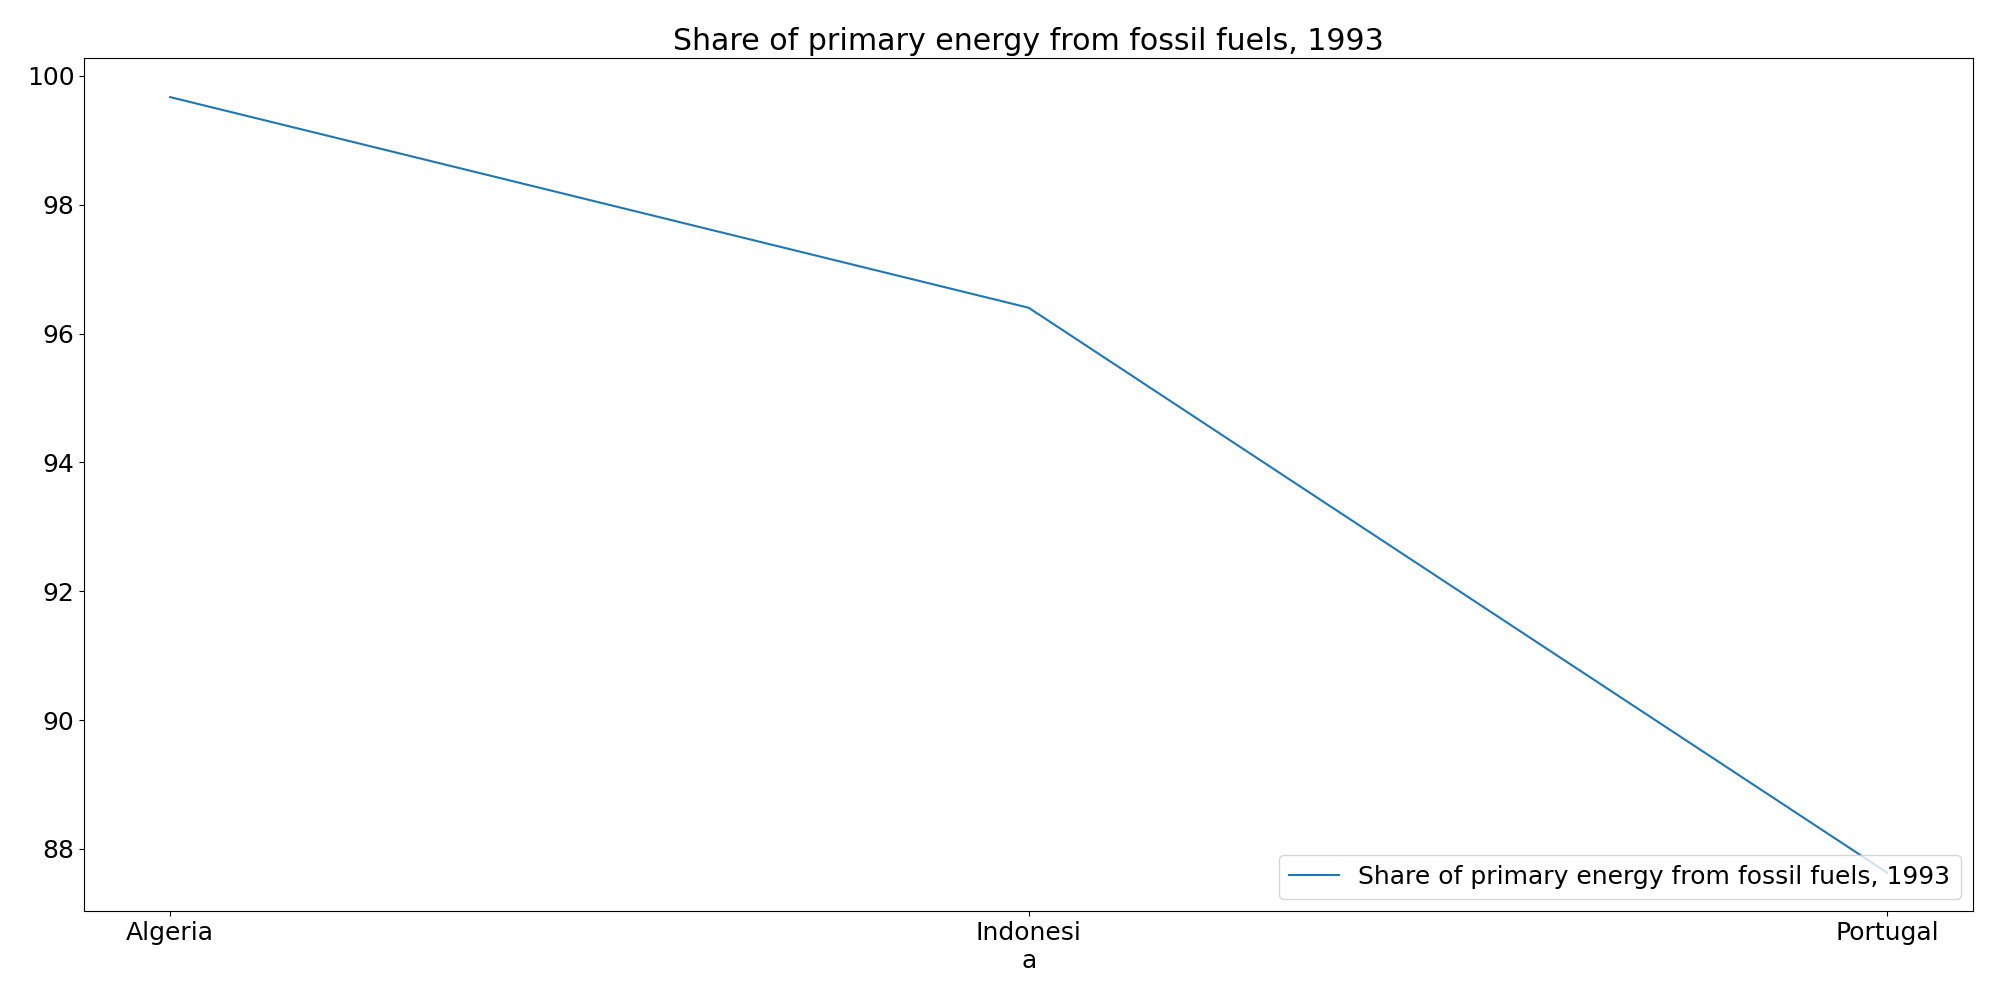 Share of primary energy from fossil fuels, 1993
100
98
96
94
92
90
88
Share of primary energy from fossil fuels, 1993
Algeria
Indonesi
a
Portugal